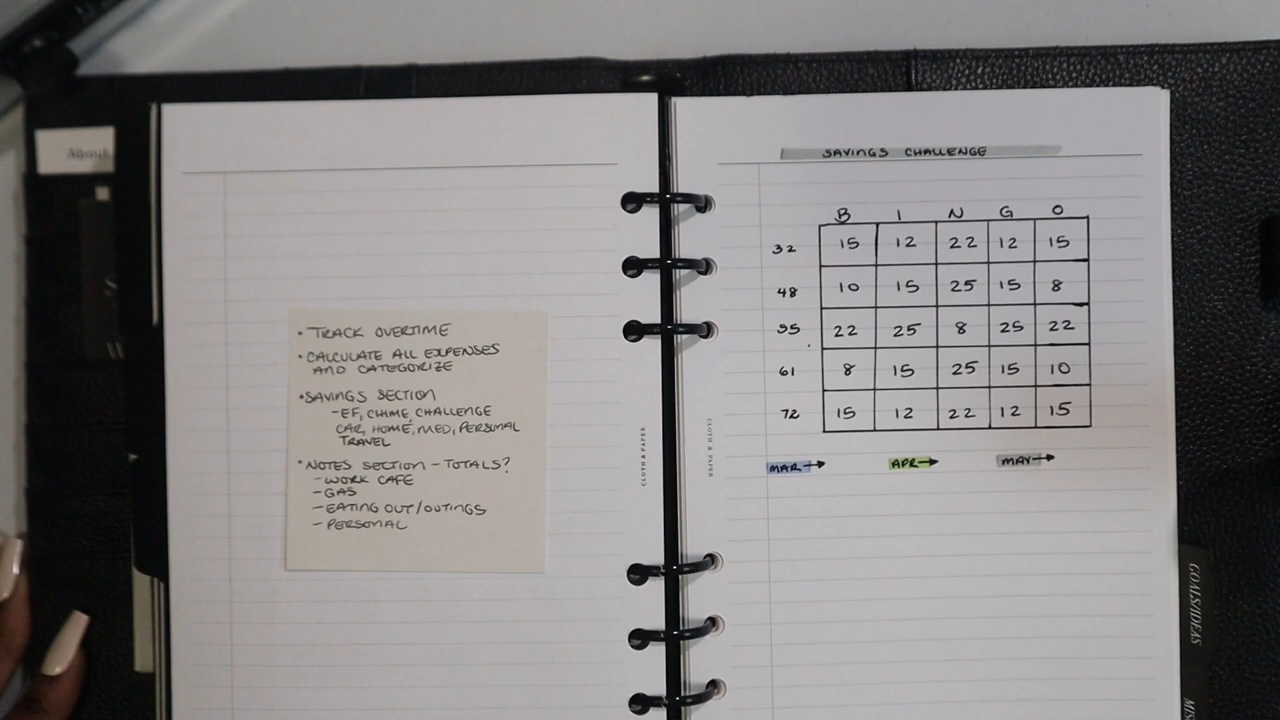 About
• TRACK OVERTIME
• CALCULATE ALL EXPENSES
AND CATEGORIZE
• SAVINGS SECTION
- EF, CHIME, CHALLENGE
CAR, HOME, MED, PERSONAL
TRAVEL
• NOTES SECTION - TOTALS?
- WORK CAFE
- GAS
- EATING OUT/OUTINGS
- PERSONAL
CLOTH & PAPER
CLOTH & PAPER
SAVINGS CHALLENGE
B I N G O
32 15 12 22 12 15
48 10 15 25 15 8
55 22 25 8 25 22
61 8 15 25 15 10
72 15 12 22 12 15
MAR → APR → MAY →
GOALS/IDEAS